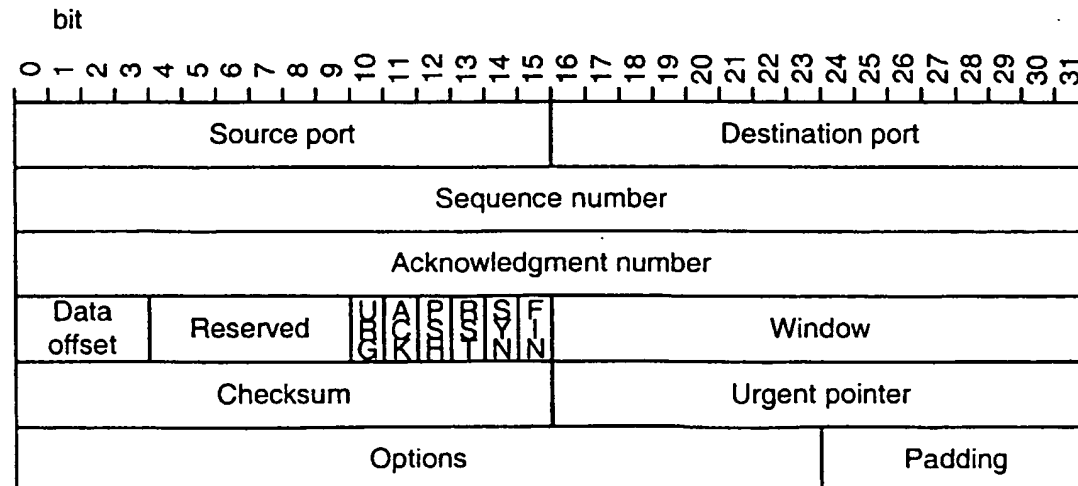 bit
0 1 2 3 4 5 6 7 8 9 10 11 12 13 14 15 16 17 18 19 20 21 22 23 24 25 26 27 28 29 30 31
Source port Destination port
Sequence number
Acknowledgment number
Data offset Reserved URG ACK PSH RST SYN FIN Window
Checksum Urgent pointer
Options Padding